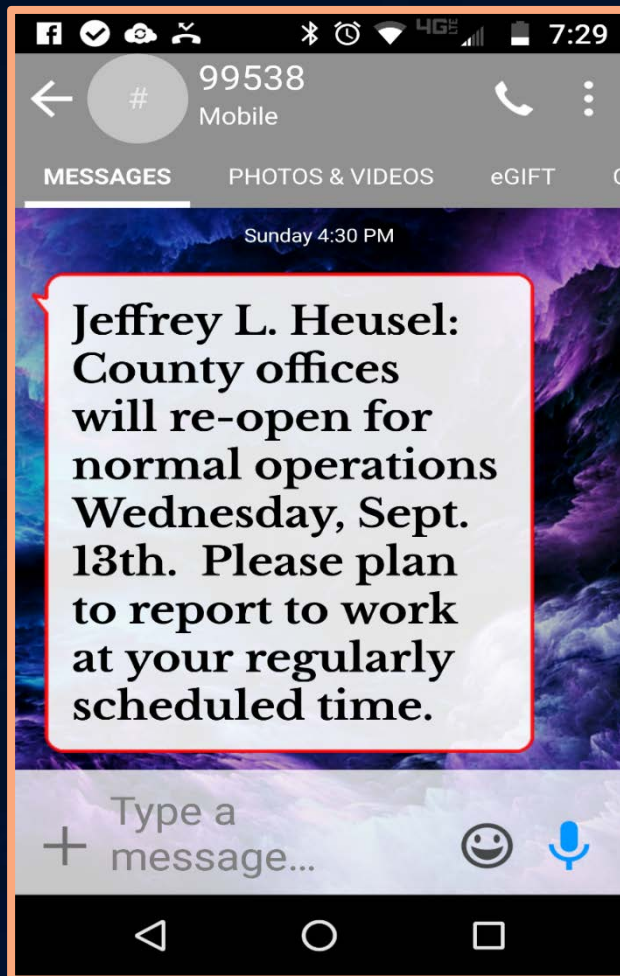 4GE 7:29
#
99538
Mobile
MESSAGES PHOTOS & VIDEOS eGIFT
Sunday 4:30 PM
Jeffrey L. Heusel:
County offices
will re-open for
normal operations
Wednesday, Sept.
13th. Please plan
to report to work
at your regularly
scheduled time.
Type a
message...